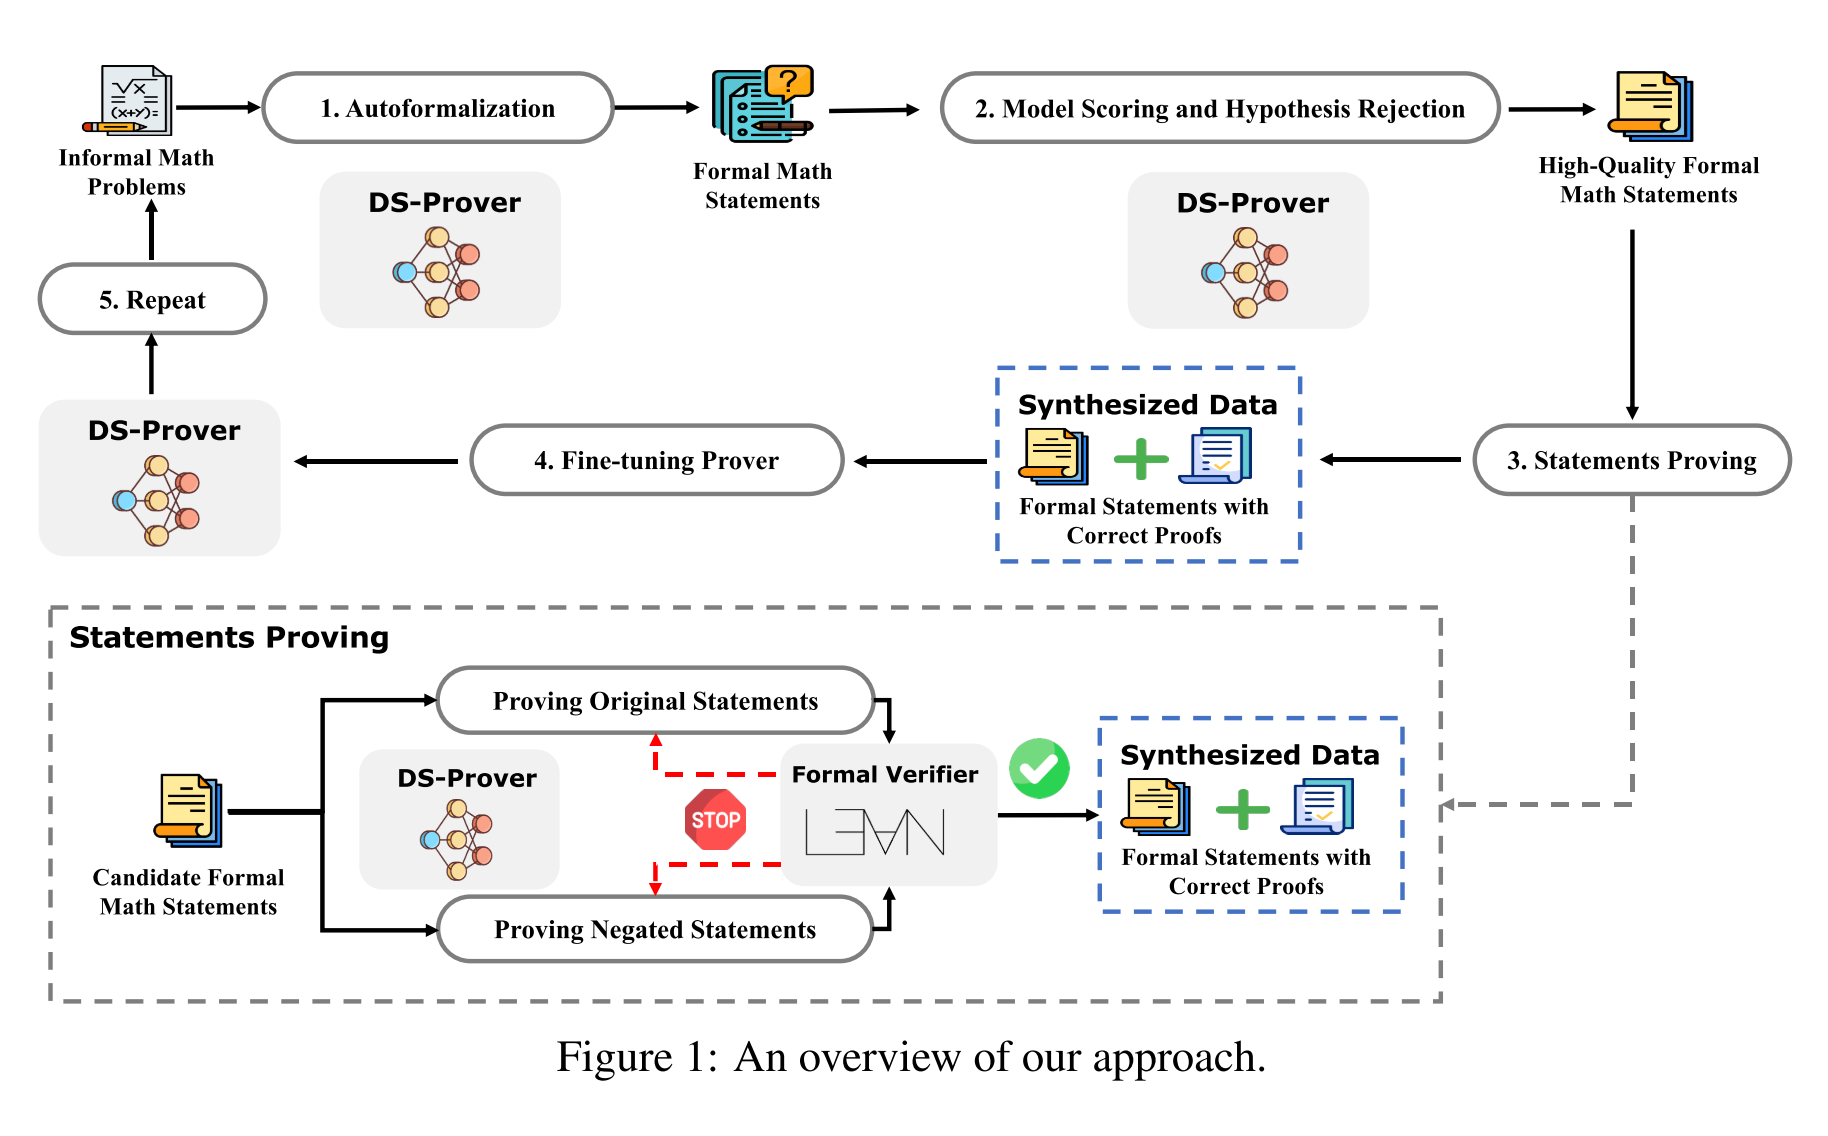 √x
(x+y)=
Informal Math
Problems
1. Autoformalization
?
Formal Math
Statements
2. Model Scoring and Hypothesis Rejection
High-Quality Formal
Math Statements
DS-Prover
DS-Prover
5. Repeat
DS-Prover
4. Fine-tuning Prover
Synthesized Data
Formal Statements with
Correct Proofs
3. Statements Proving
Statements Proving
Candidate Formal
Math Statements
Proving Original Statements
DS-Prover
STOP
Proving Negated Statements
Formal Verifier
LEAN
Synthesized Data
Formal Statements with
Correct Proofs
Figure 1: An overview of our approach.